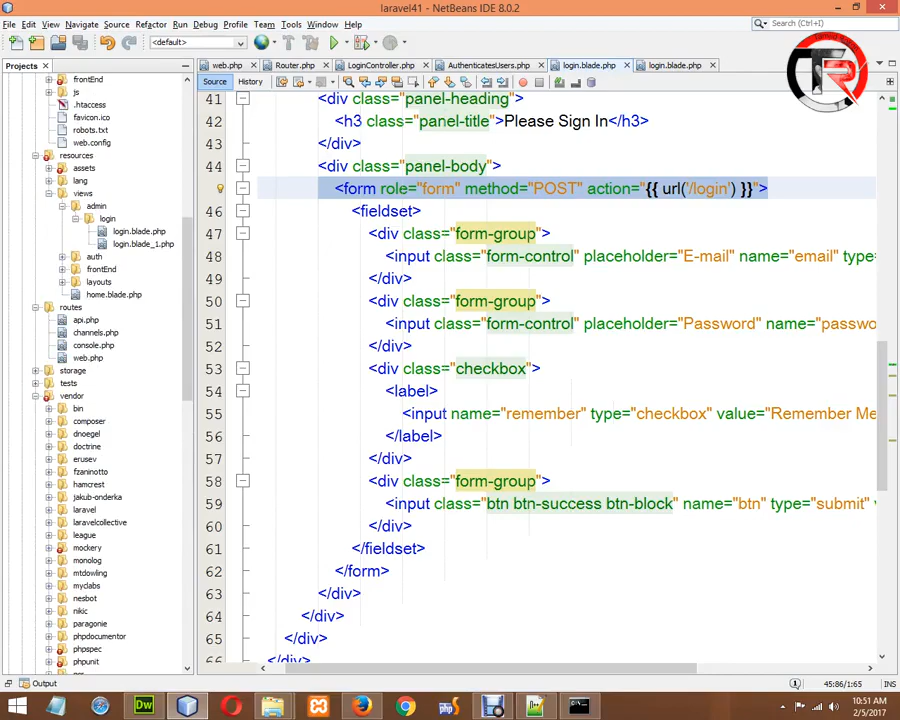 laravel41 - NetBeans IDE 8.0.2
File Edit View Navigate Source Refactor Run Debug Profile Team Tools Window Help
Search (Ctrl+I)
<default>
Projects
web.php
Router.php
LoginController.php
AuthenticatesUsers.php
login.blade.php
login.blade.php
Source History
frontEnd
js
.htaccess
favicon.ico
robots.txt
web.config
resources
assets
lang
views
admin
login
login.blade.php
login.blade_1.php
auth
frontEnd
layouts
home.blade.php
routes
api.php
channels.php
console.php
web.php
storage
tests
vendor
bin
composer
dnoegel
doctrine
erusev
fzaninotto
hamcrest
jakub-onderka
laravel
laravelcollective
league
mockery
monolog
mtdowling
myclabs
nesbot
nikic
paragonie
phpdocumentor
phpspec
phpunit
41 <div class="panel-heading">
42 <h3 class="panel-title">Please Sign In</h3>
43 </div>
44 <div class="panel-body">
<form role="form" method="POST" action="{{ url('/login') }}">
46 <fieldset>
47 <div class="form-group">
48 <input class="form-control" placeholder="E-mail" name="email" type=
49 </div>
50 <div class="form-group">
51 <input class="form-control" placeholder="Password" name="passwo
52 </div>
53 <div class="checkbox">
54 <label>
55 <input name="remember" type="checkbox" value="Remember Me
56 </label>
57 </div>
58 <div class="form-group">
59 <input class="btn btn-success btn-block" name="btn" type="submit" v
60 </div>
61 </fieldset>
62 </form>
63 </div>
64 </div>
65 </div>
66 </div>
Output
45:86/1:65 INS
10:51 AM
2/5/2017